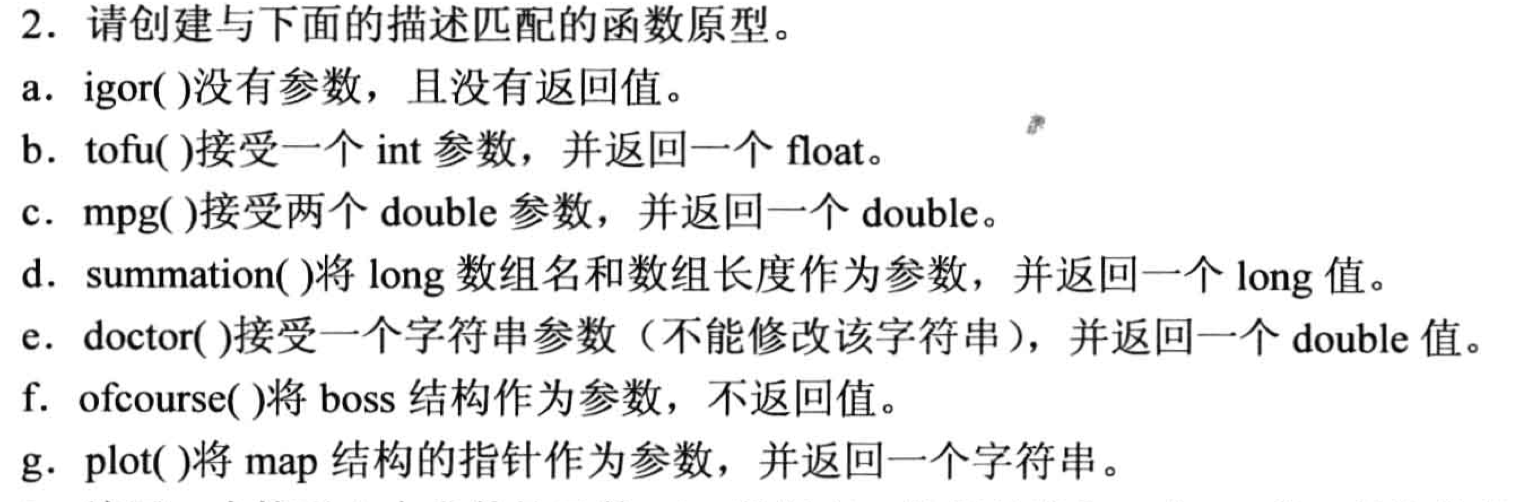 2．请创建与下面的描述匹配的函数原型。
a．igor( )没有参数，且没有返回值。
b．tofu( )接受一个 int 参数，并返回一个 float。
c．mpg( )接受两个 double 参数，并返回一个 double。
d．summation( )将 long 数组名和数组长度作为参数，并返回一个 long 值。
e．doctor( )接受一个字符串参数（不能修改该字符串），并返回一个 double 值。
f．ofcourse( )将 boss 结构作为参数，不返回值。
g．plot( )将 map 结构的指针作为参数，并返回一个字符串。